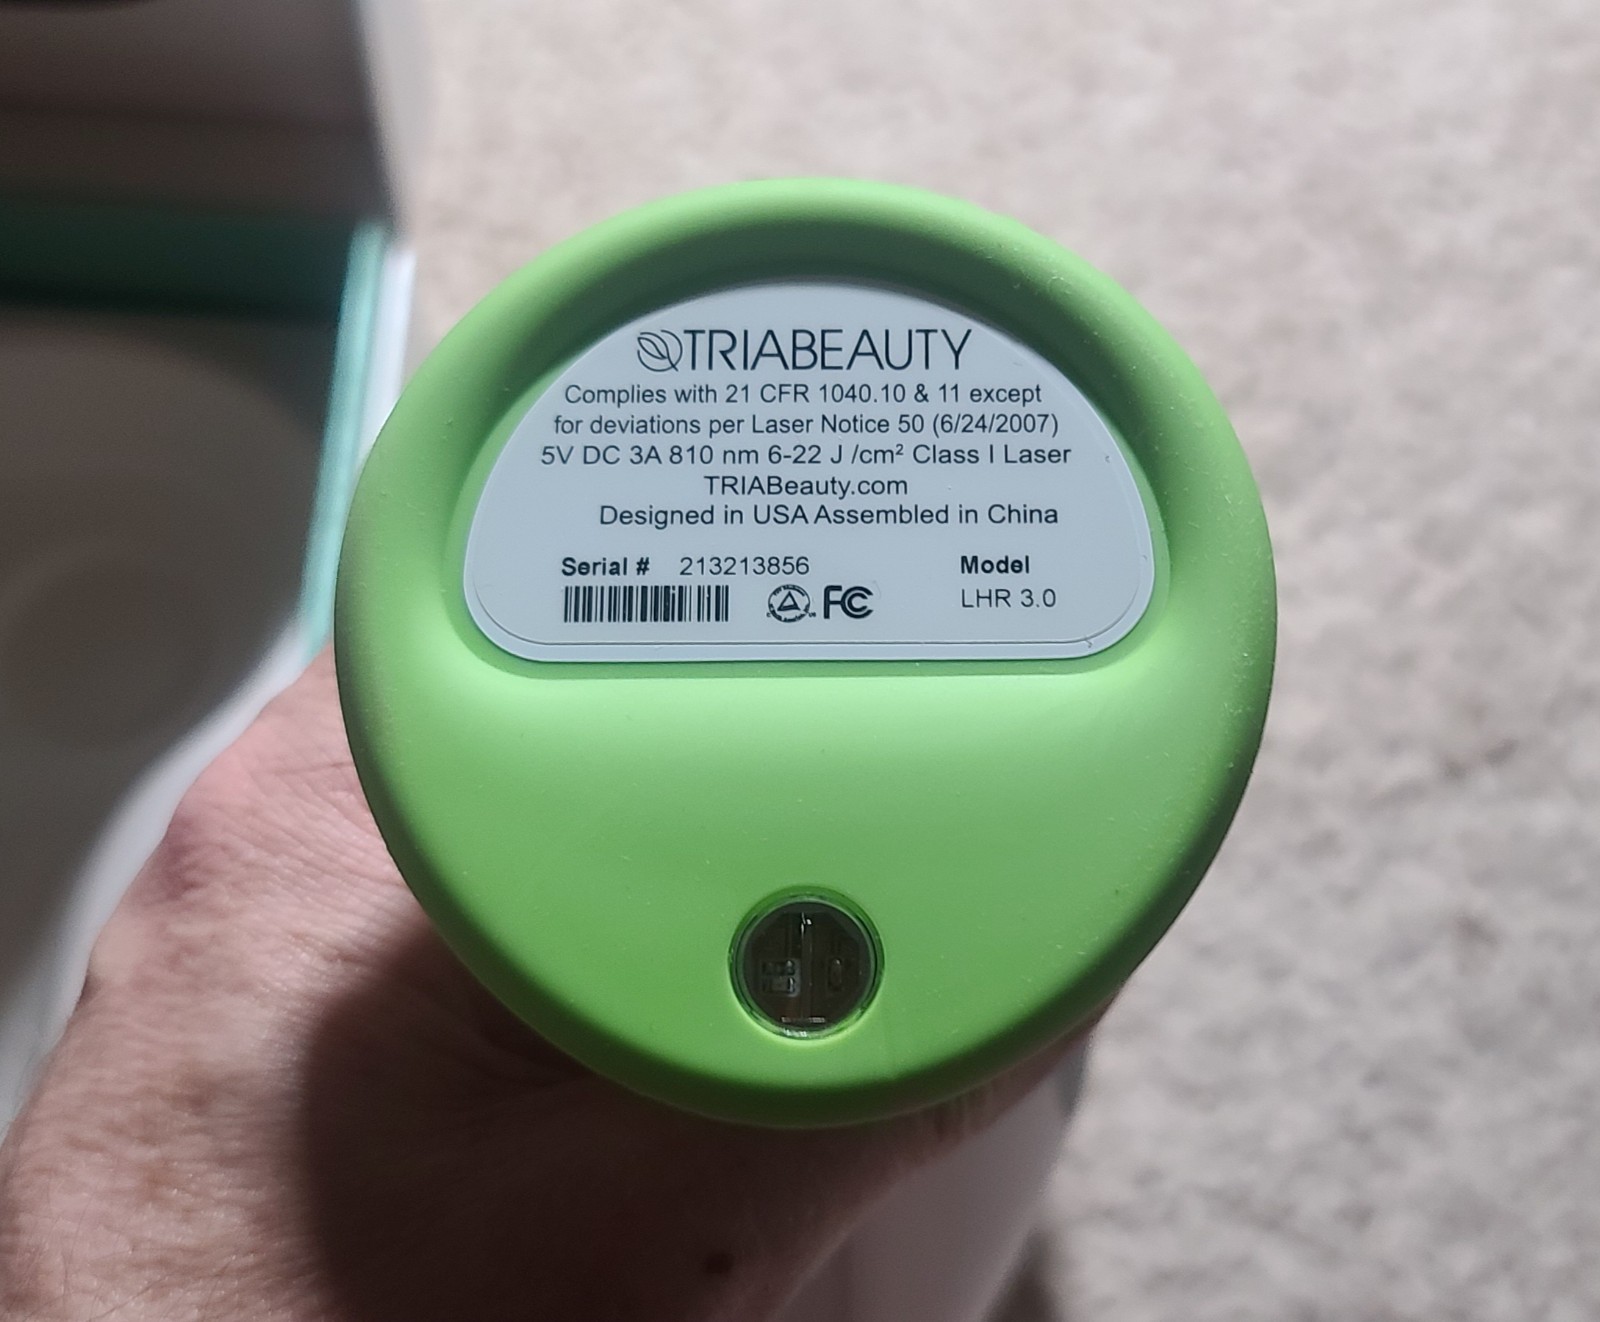 TRIABEAUTY
Complies with 21 CFR 1040.10 & 11 except
for deviations per Laser Notice 50 (6/24/2007)
5V DC 3A 810 nm 6-22 J /cm² Class I Laser
TRIABeauty.com
Designed in USA Assembled in China
Serial # 213213856 Model
FC LHR 3.0